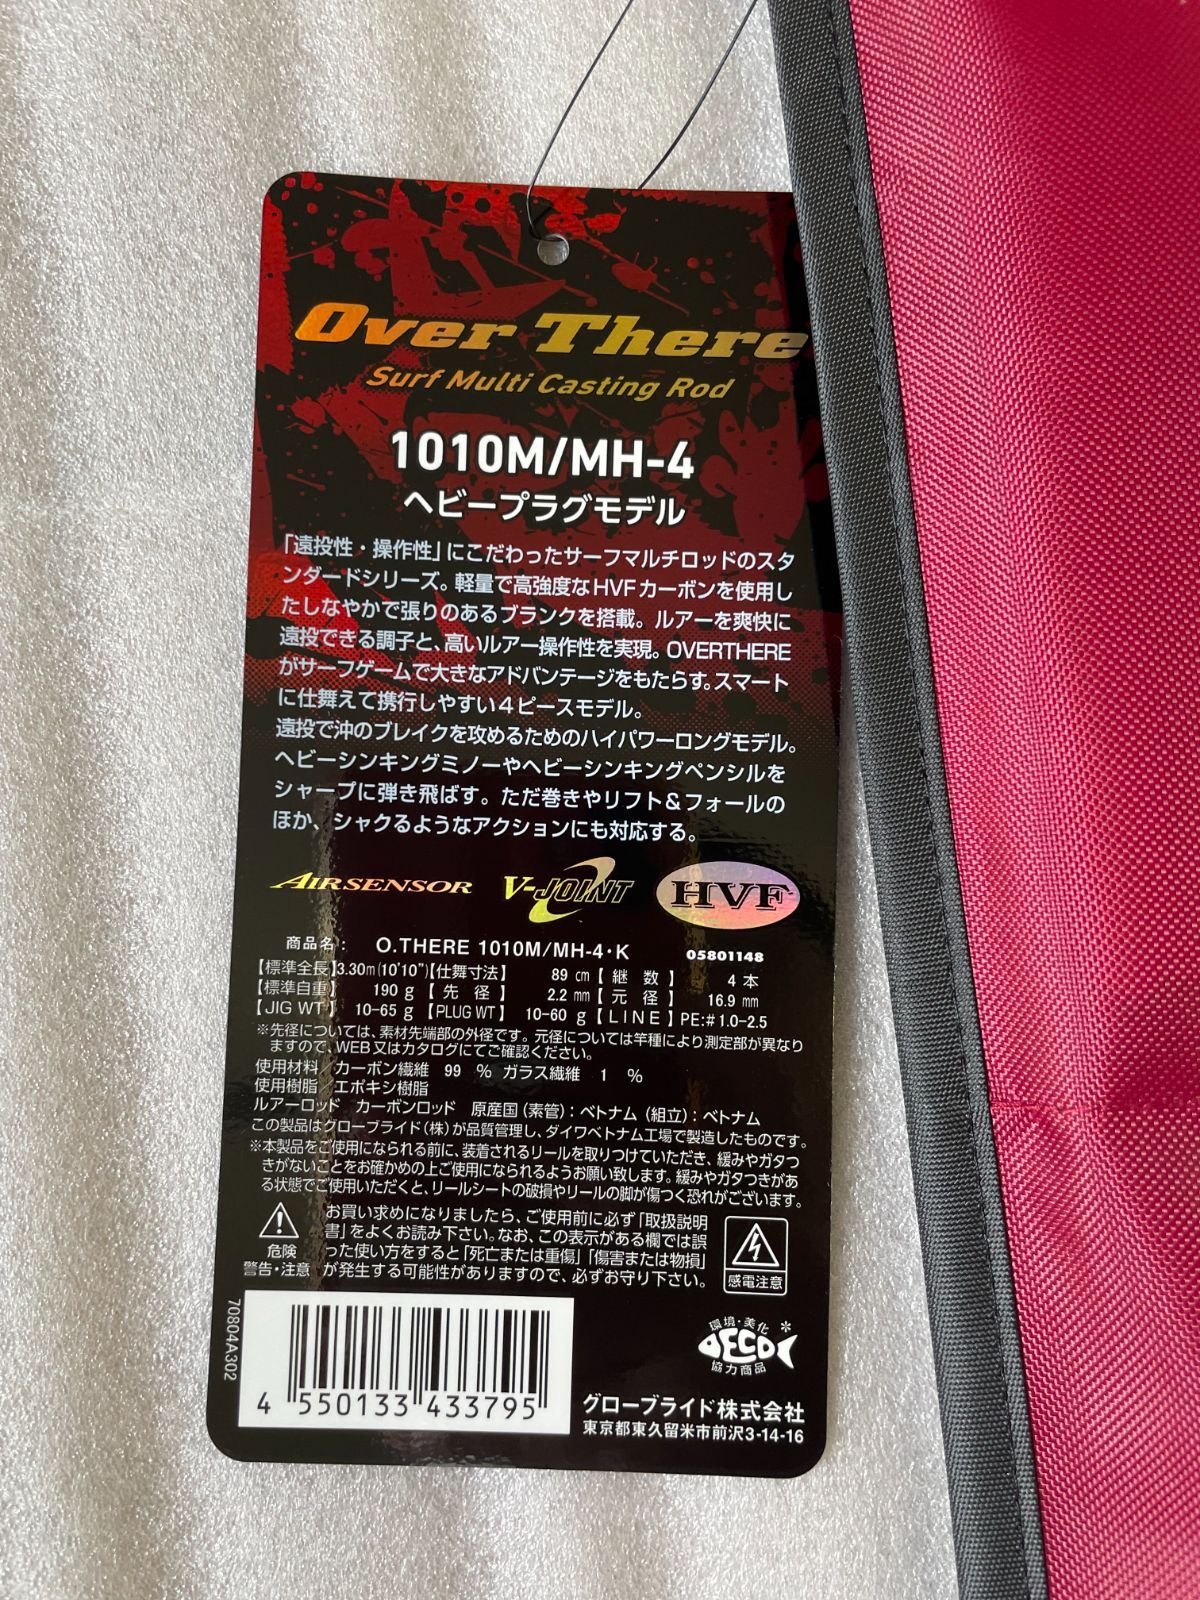 Over There
Surf Multi Casting Rod
1010M/MH-4
ヘビープラグモデル
「遠投性・操作性」にこだわったサーフマルチロッドのスタ
ンダードシリーズ。軽量で高強度なHVFカーボンを使用し
たしなやかで張りのあるブランクを搭載。ルアーを爽快に
遠投できる調子と、高いルアー操作性を実現。OVERTHERE
がサーフゲームで大きなアドバンテージをもたらす。スマート
に仕舞えて携行しやすい4ピースモデル。
遠投で沖のブレイクを攻めるためのハイパワーロングモデル。
ヘビーシンキングミノーやヘビーシンキングペンシルを
シャープに弾き飛ばす。ただ巻きやリフト&フォールの
ほか、シャクるようなアクションにも対応する。
AIRSENSOR V-JOINT HVF
商品名: O.THERE 1010M/MH-4・K 05801148
【標準全長】3.30m(10'10")【仕舞寸法】 89 cm【継 数】 4 本
【標準自重】 190 g【先 径】 2.2 mm【元 径】 16.9 mm
【JIG WT】 10-65 g【PLUG WT】 10-60 g【LINE】PE:#1.0-2.5
※先径については、素材先端部の外径です。元径については竿種により測定部が異なり
ますので、WEB又はカタログにてご確認ください。
使用材料/カーボン繊維 99 % ガラス繊維 1 %
使用樹脂/エポキシ樹脂
ルアーロッド カーボンロッド 原産国(素管):ベトナム(組立):ベトナム
この製品はグローブライド(株)が品質管理し、ダイワベトナム工場で製造したものです。
※本製品をご使用になられる前に、装着されるリールを取りつけていただき、緩みやガタつ
きがないことをお確かめの上ご使用になられるようお願い致します。緩みやガタつきがあ
る状態でご使用いただくと、リールシートの破損やリールの脚が傷つく恐れがございます。
危険
警告・注意
お買い求めになりましたら、ご使用前に必ず「取扱説明
書」をよくお読み下さい。なお、この表示がある欄では誤
った使い方をすると「死亡または重傷」「傷害または物損」
が発生する可能性がありますので、必ずお守り下さい。
感電注意
70804A302
4 550133 433795
環境・美化
ECO
協力商品
グローブライド株式会社
東京都東久留米市前沢3-14-16